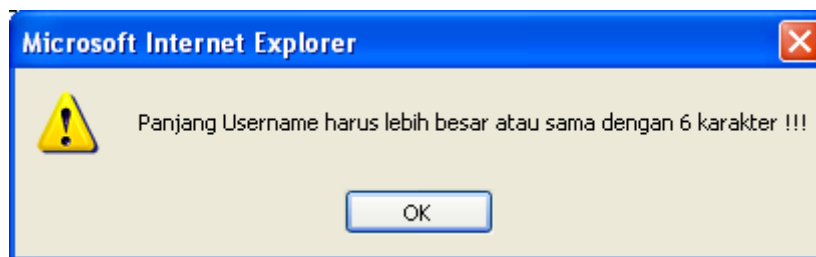 Microsoft Internet Explorer
Panjang Username harus lebih besar atau sama dengan 6 karakter !!!
OK